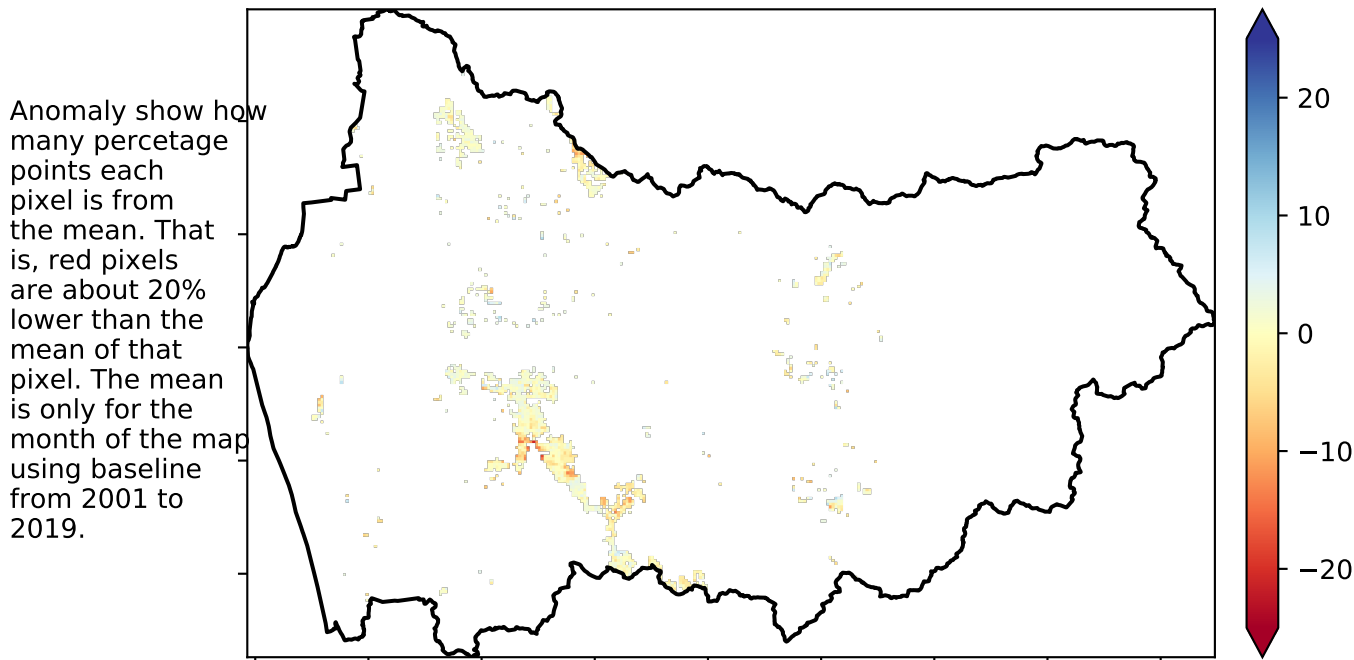 Anomaly show how
many percetage
points each
pixel is from
the mean. That
is, red pixels
are about 20%
lower than the
mean of that
pixel. The mean
is only for the
month of the map
using baseline
from 2001 to
2019.
20
10
0
−10
−20